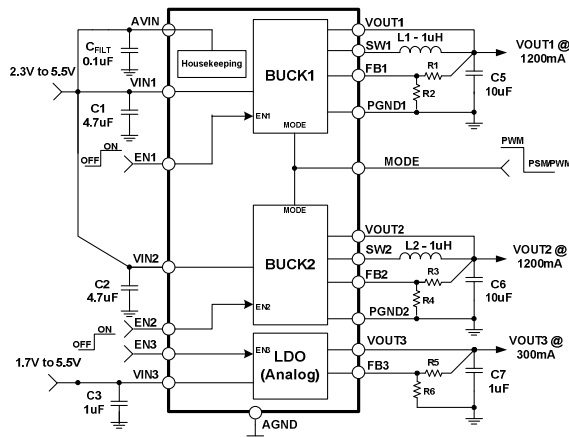 AVIN
CFILT
0.1uF
Housekeeping
2.3V to 5.5V
VIN1
C1
4.7uF
ON
OFF
EN1
EN1
BUCK1
MODE
VOUT1
SW1
L1 - 1uH
FB1
R1
R2
PGND1
VOUT1 @
1200mA
C5
10uF
MODE
PWM
PSM/PWM
MODE
BUCK2
VIN2
C2
4.7uF
EN2
VOUT2
SW2
L2 - 1uH
FB2
R3
R4
PGND2
VOUT2 @
1200mA
C6
10uF
ON
OFF
EN2
EN3
EN3
LDO
(Analog)
1.7V to 5.5V
VIN3
C3
1uF
VOUT3
FB3
R5
R6
VOUT3 @
300mA
C7
1uF
AGND